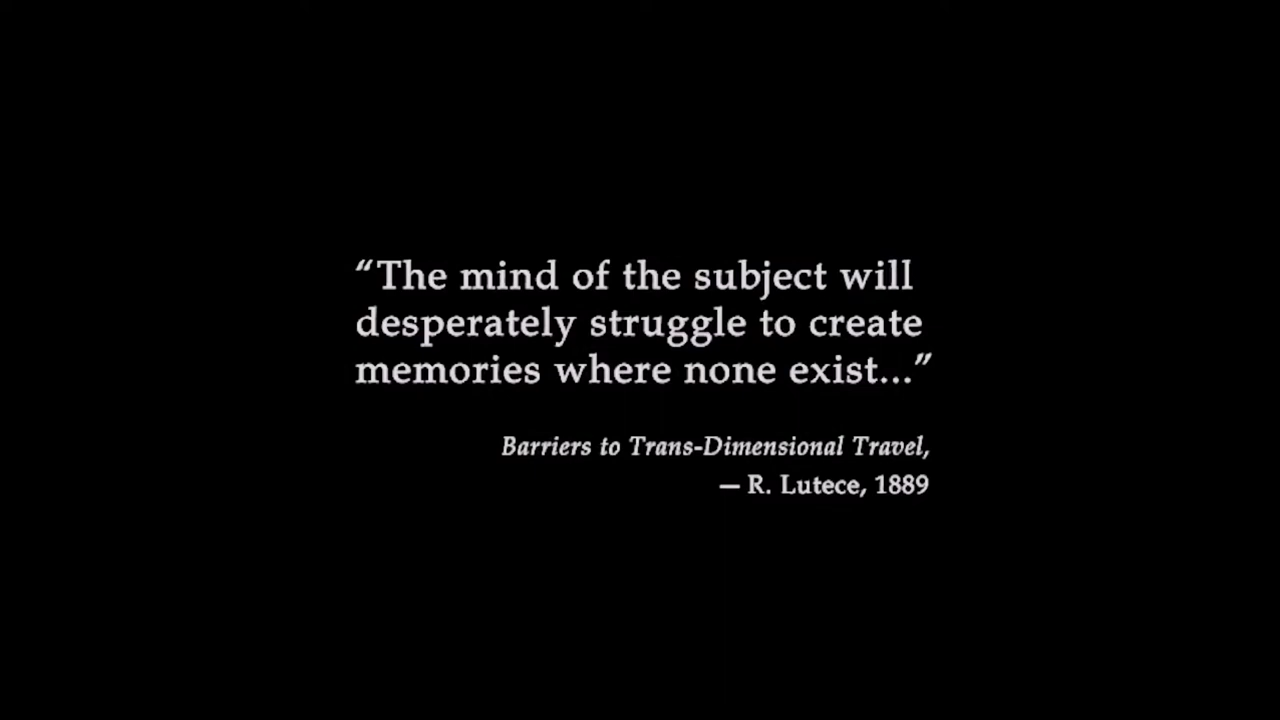 “The mind of the subject will
desperately struggle to create
memories where none exist...”
Barriers to Trans-Dimensional Travel,
— R. Lutece, 1889